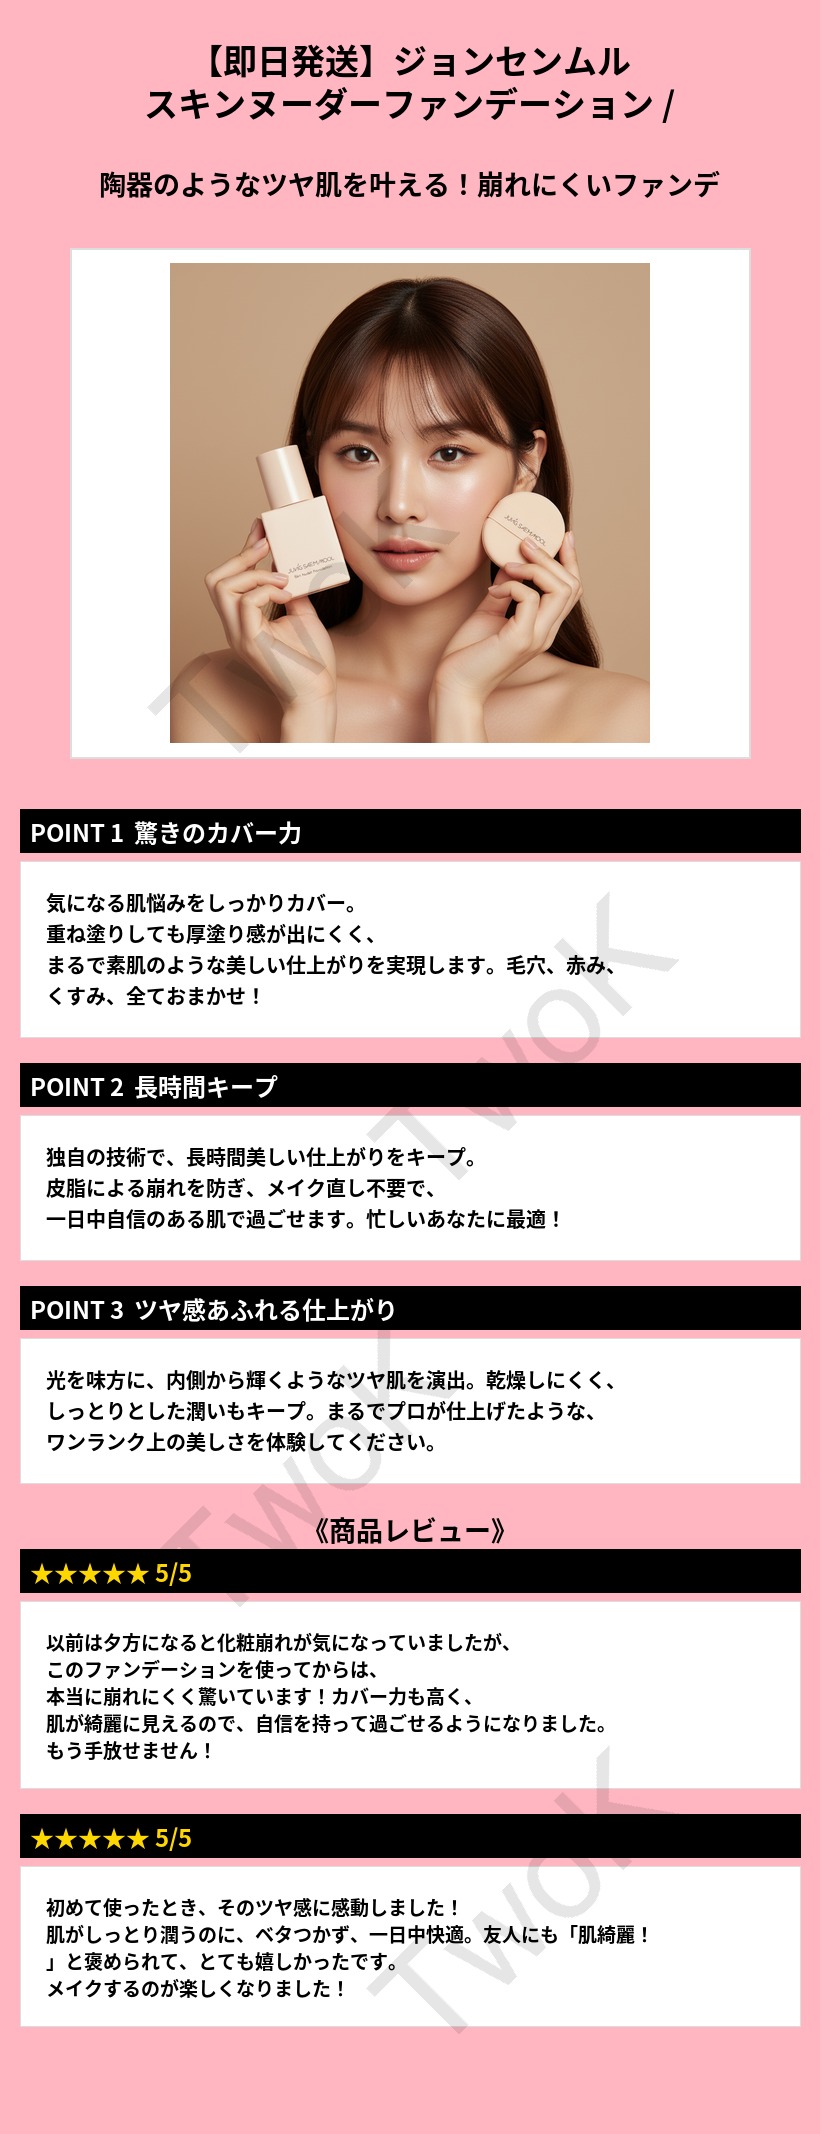 【即日発送】ジョンセンムル
スキンヌーダーファンデーション /
陶器のようなツヤ肌を叶える！崩れにくいファンデ
JUNG SAEM MOOL
Skin Nuder Foundation
JUNG SAEM MOOL
TwoK
POINT 1 驚きのカバー力
気になる肌悩みをしっかりカバー。
重ね塗りしても厚塗り感が出にくく、
まるで素肌のような美しい仕上がりを実現します。毛穴、赤み、
くすみ、全ておまかせ！
TwoK
POINT 2 長時間キープ
独自の技術で、長時間美しい仕上がりをキープ。
皮脂による崩れを防ぎ、メイク直し不要で、
一日中自信のある肌で過ごせます。忙しいあなたに最適！
POINT 3 ツヤ感あふれる仕上がり
光を味方に、内側から輝くようなツヤ肌を演出。乾燥しにくく、
しっとりとした潤いもキープ。まるでプロが仕上げたような、
ワンランク上の美しさを体験してください。
TwoK
《商品レビュー》
★★★★★ 5/5
以前は夕方になると化粧崩れが気になっていましたが、
このファンデーションを使ってからは、
本当に崩れにくく驚いています！カバー力も高く、
肌が綺麗に見えるので、自信を持って過ごせるようになりました。
もう手放せません！
★★★★★ 5/5
初めて使ったとき、そのツヤ感に感動しました！
肌がしっとり潤うのに、ベタつかず、一日中快適。友人にも「肌綺麗！
」と褒められて、とても嬉しかったです。
メイクするのが楽しくなりました！
TwoK